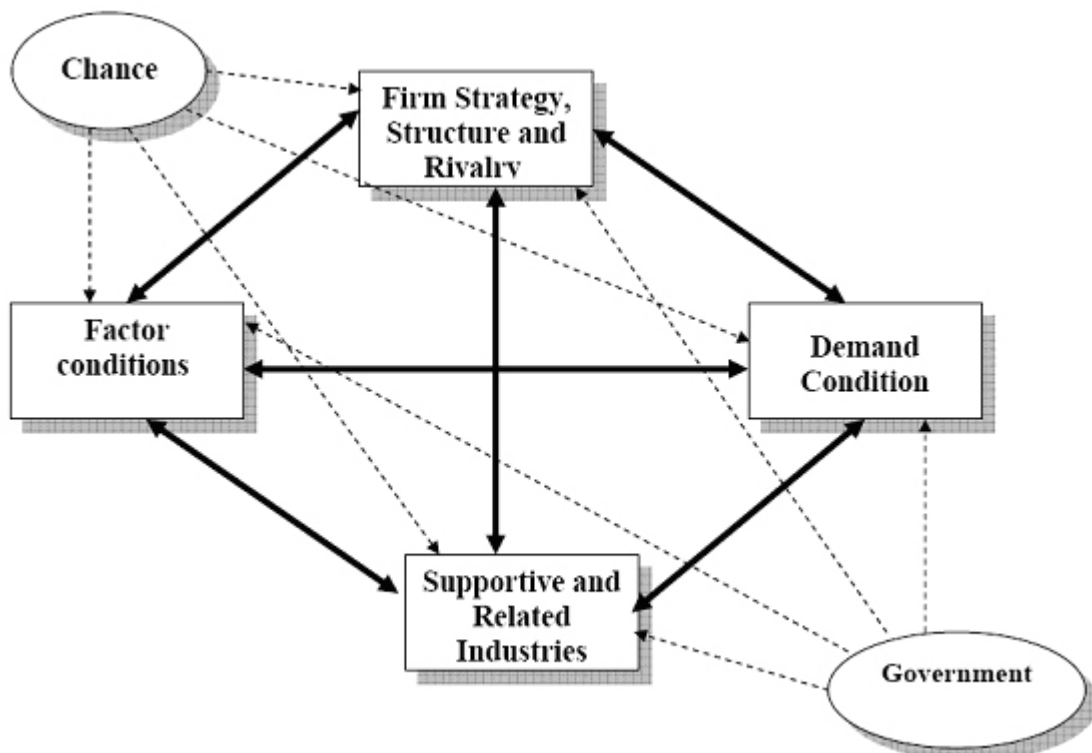 Chance
Firm Strategy,
Structure and
Rivalry
Factor
conditions
Demand
Condition
Supportive and
Related
Industries
Government